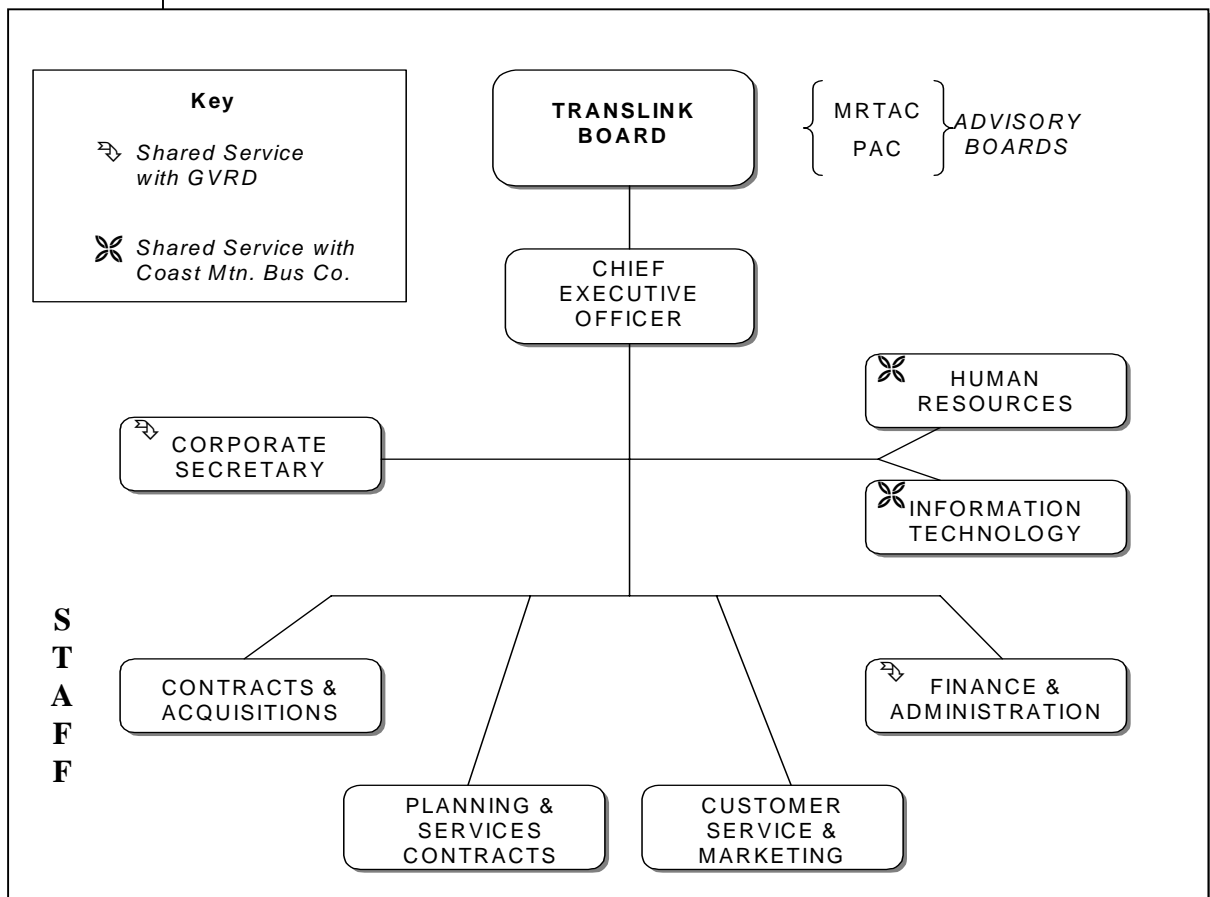 Key
Shared Service
with GVRD
Shared Service with
Coast Mtn. Bus Co.
TRANSLINK
BOARD
MRTAC
PAC
ADVISORY
BOARDS
CHIEF
EXECUTIVE
OFFICER
HUMAN
RESOURCES
CORPORATE
SECRETARY
INFORMATION
TECHNOLOGY
S
T
A
F
F
CONTRACTS &
ACQUISITIONS
FINANCE &
ADMINISTRATION
PLANNING &
SERVICES
CONTRACTS
CUSTOMER
SERVICE &
MARKETING